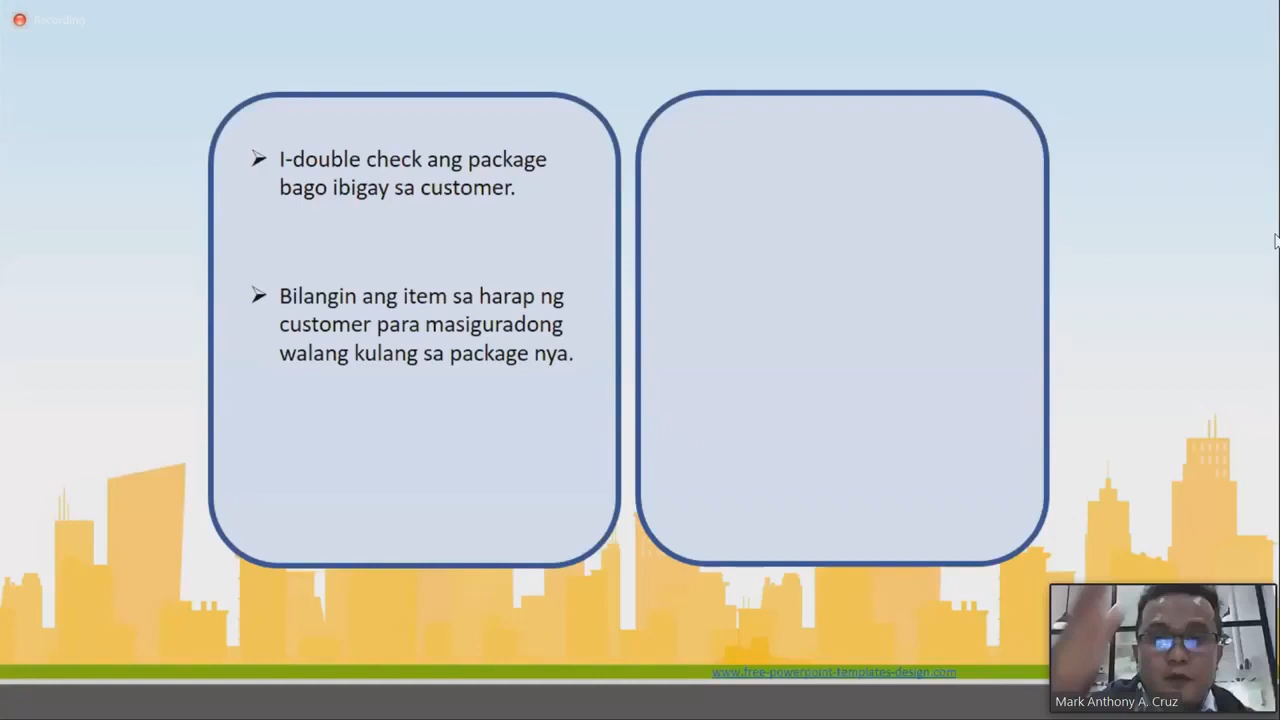 Recording
➢ I-double check ang package
bago ibigay sa customer.
➢ Bilangin ang item sa harap ng
customer para masiguradong
walang kulang sa package nya.
www.free-powerpoint-templates-design.com
Mark Anthony A. Cruz